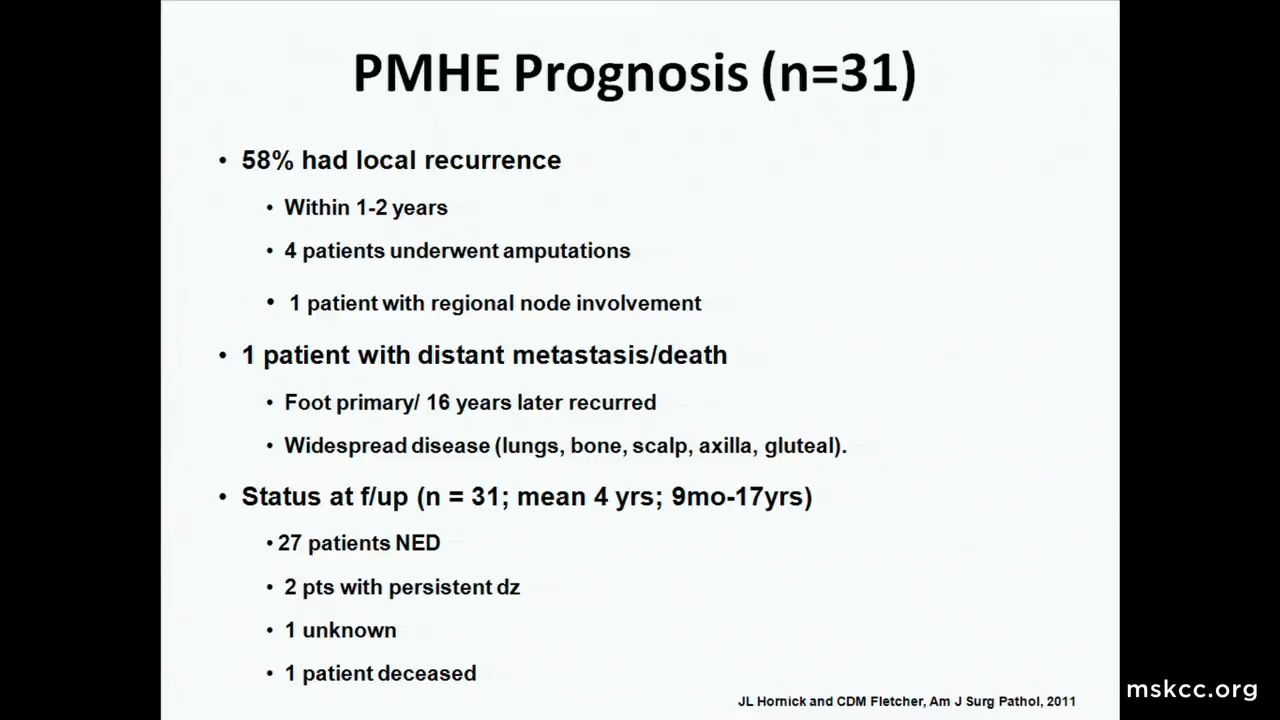 PMHE Prognosis (n=31)
• 58% had local recurrence
• Within 1-2 years
• 4 patients underwent amputations
• 1 patient with regional node involvement
• 1 patient with distant metastasis/death
• Foot primary/ 16 years later recurred
• Widespread disease (lungs, bone, scalp, axilla, gluteal).
• Status at f/up (n = 31; mean 4 yrs; 9mo-17yrs)
• 27 patients NED
• 2 pts with persistent dz
• 1 unknown
• 1 patient deceased
JL Hornick and CDM Fletcher, Am J Surg Pathol, 2011
mskcc.org